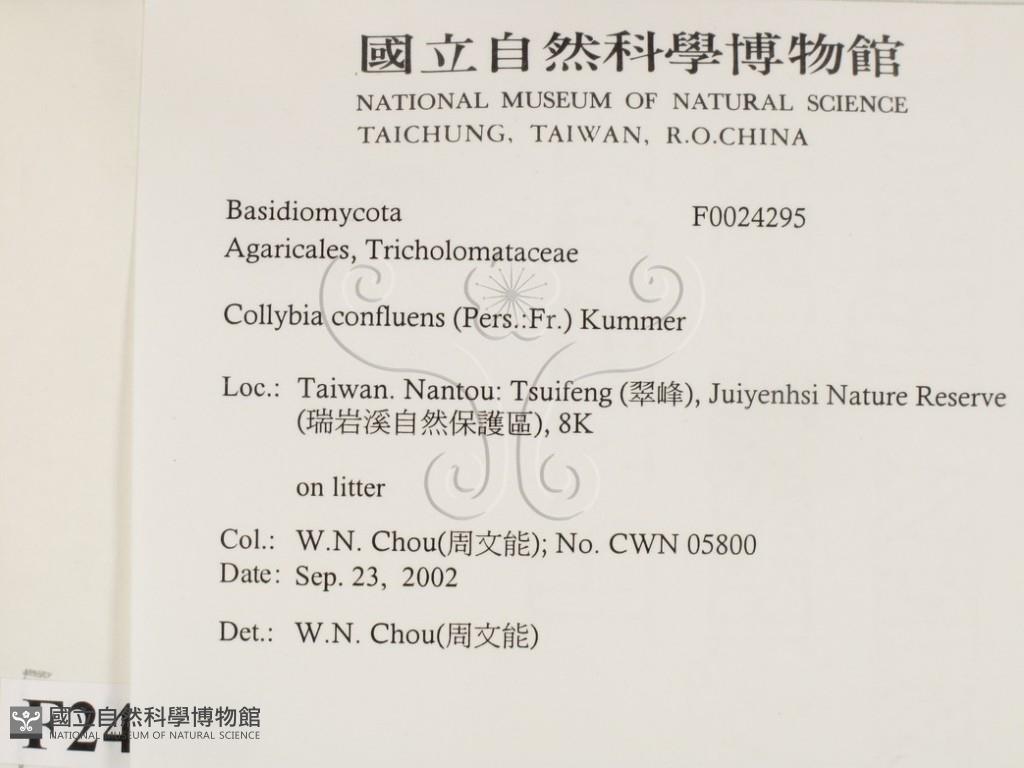 國立自然科學博物館
NATIONAL MUSEUM OF NATURAL SCIENCE
TAICHUNG, TAIWAN, R.O.CHINA
Basidiomycota F0024295
Agaricales, Tricholomataceae
Collybia confluens (Pers.:Fr.) Kummer
Loc.: Taiwan. Nantou: Tsuifeng (翠峰), Juiyenhsi Nature Reserve
(瑞岩溪自然保護區), 8K
on litter
Col.: W.N. Chou(周文能); No. CWN 05800
Date: Sep. 23, 2002
Det.: W.N. Chou(周文能)
F24
國立自然科學博物館
NATIONAL MUSEUM OF NATURAL SCIENCE